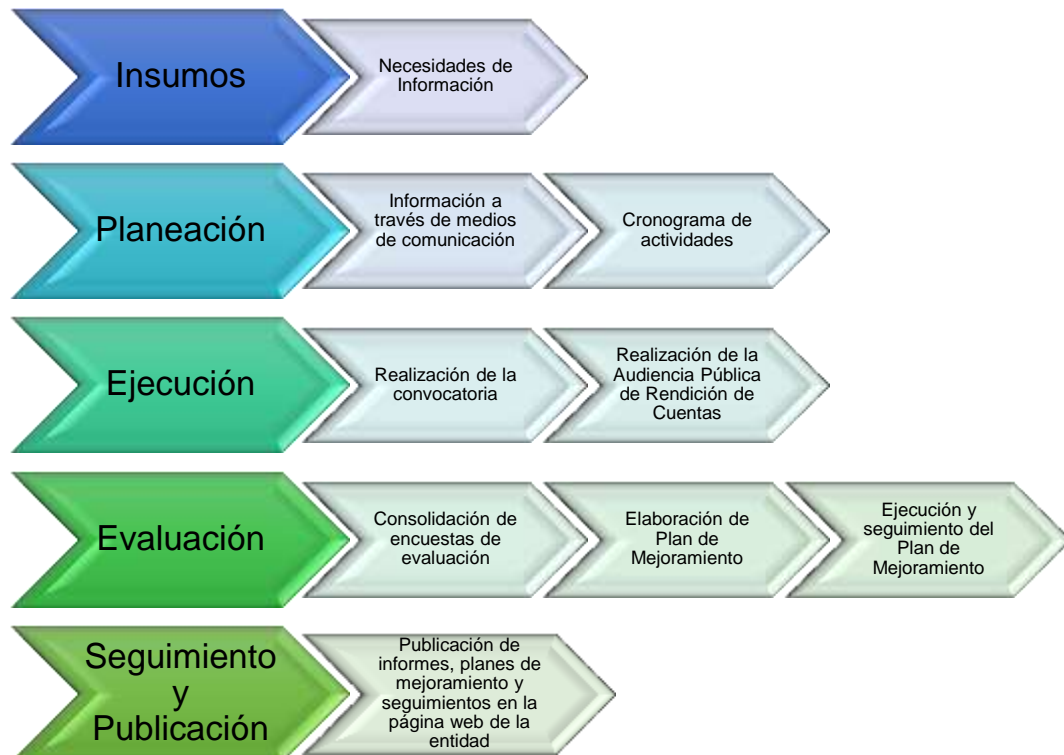 Insumos
Necesidades de
Información
Planeación
Información a
través de medios
de comunicación
Cronograma de
actividades
Ejecución
Realización de la
convocatoria
Realización de la
Audiencia Pública
de Rendición de
Cuentas
Evaluación
Consolidación de
encuestas de
evaluación
Elaboración de
Plan de
Mejoramiento
Ejecución y
seguimiento del
Plan de
Mejoramiento
Seguimiento
y
Publicación
Publicación de
informes, planes de
mejoramiento y
seguimientos en la
página web de la
entidad